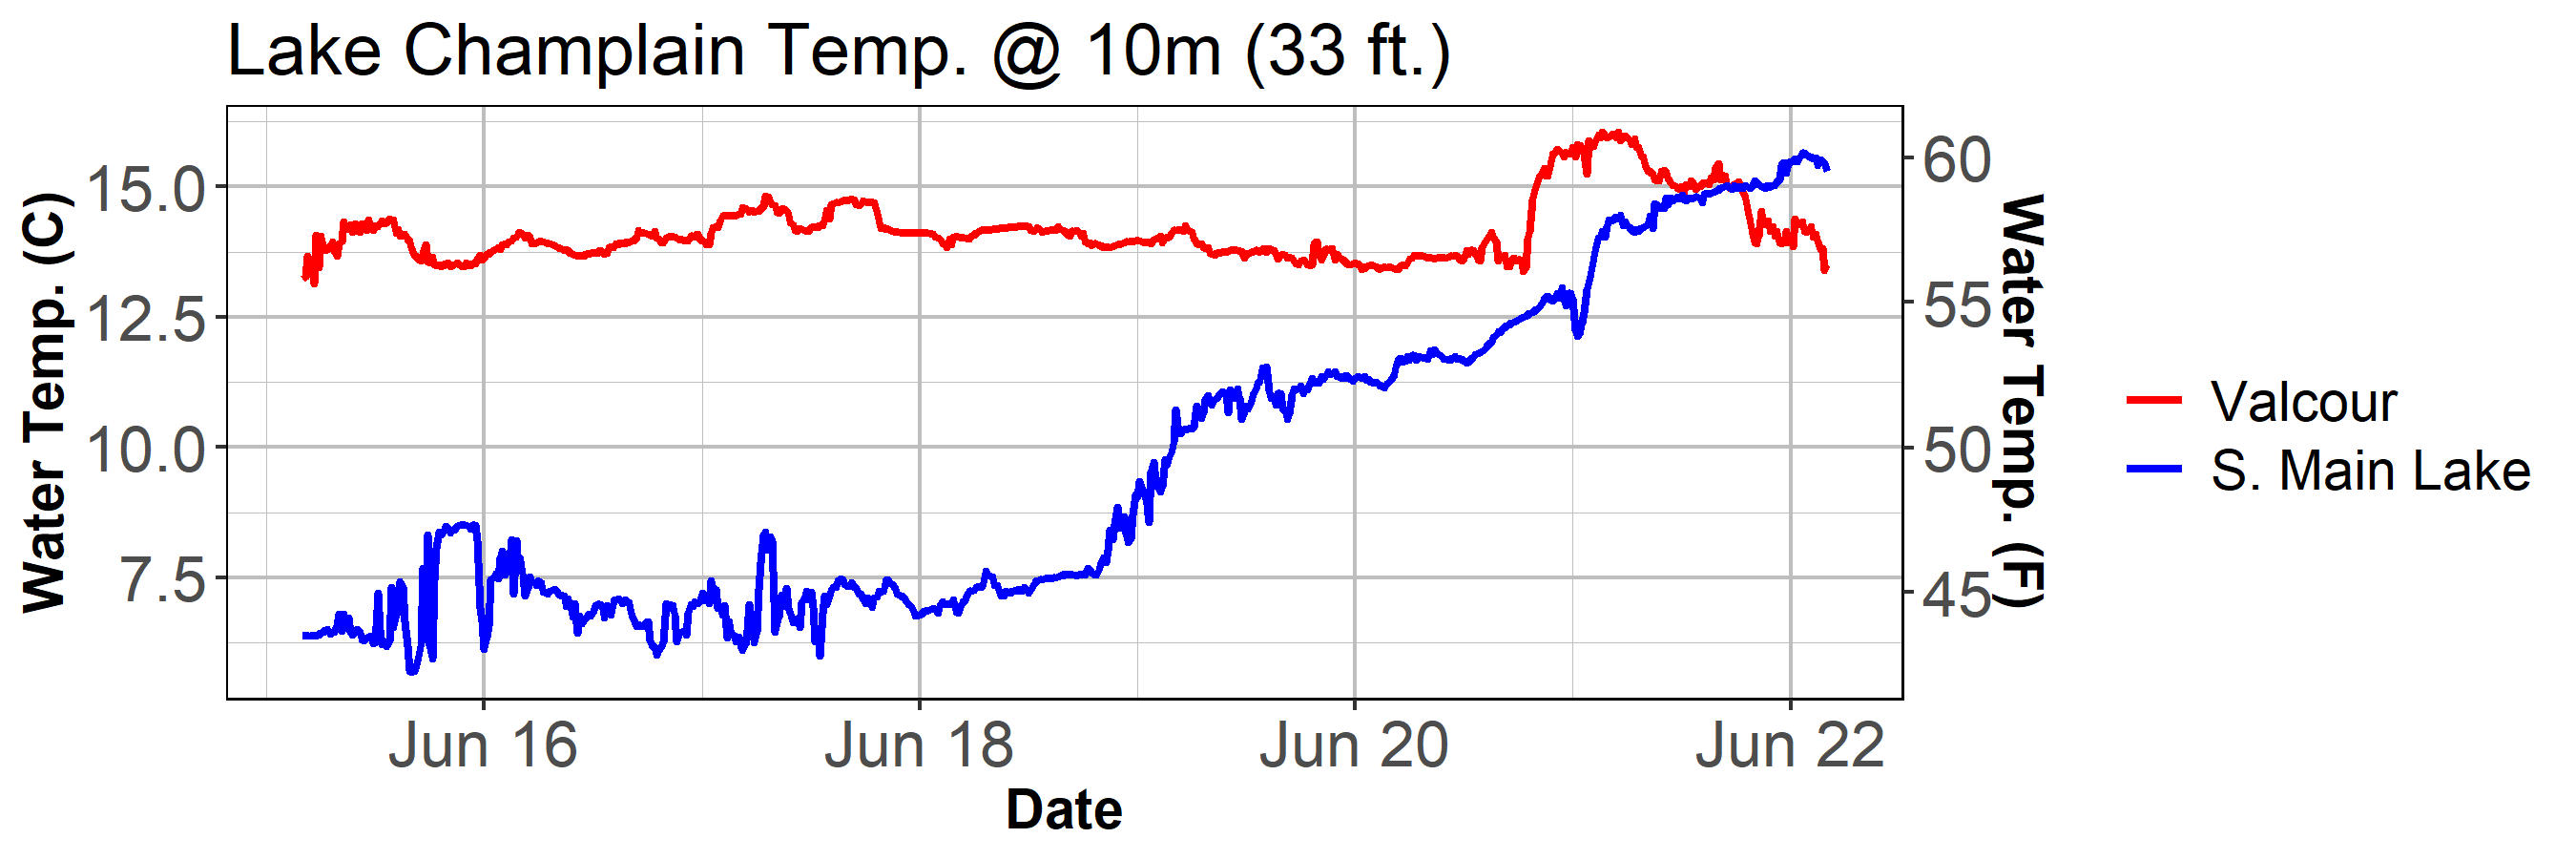 Lake Champlain Temp. @ 10m (33 ft.)
Water Temp. (C)
15.0
12.5
10.0
7.5
60
55
50
45
Water Temp. (F)
Jun 16 Jun 18 Jun 20 Jun 22
Date
Valcour
S. Main Lake